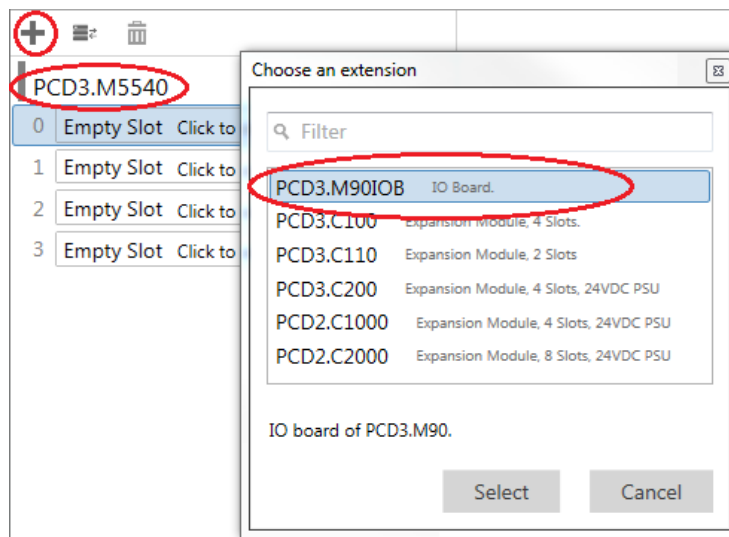 Choose an extension
PCD3.M5540
0 Empty Slot Click to
1 Empty Slot Click to
2 Empty Slot Click to
3 Empty Slot Click to
Filter
PCD3.M90IOB IO Board.
PCD3.C100 Expansion Module, 4 Slots.
PCD3.C110 Expansion Module, 2 Slots
PCD3.C200 Expansion Module, 4 Slots, 24VDC PSU
PCD2.C1000 Expansion Module, 4 Slots, 24VDC PSU
PCD2.C2000 Expansion Module, 8 Slots, 24VDC PSU
IO board of PCD3.M90.
Select Cancel